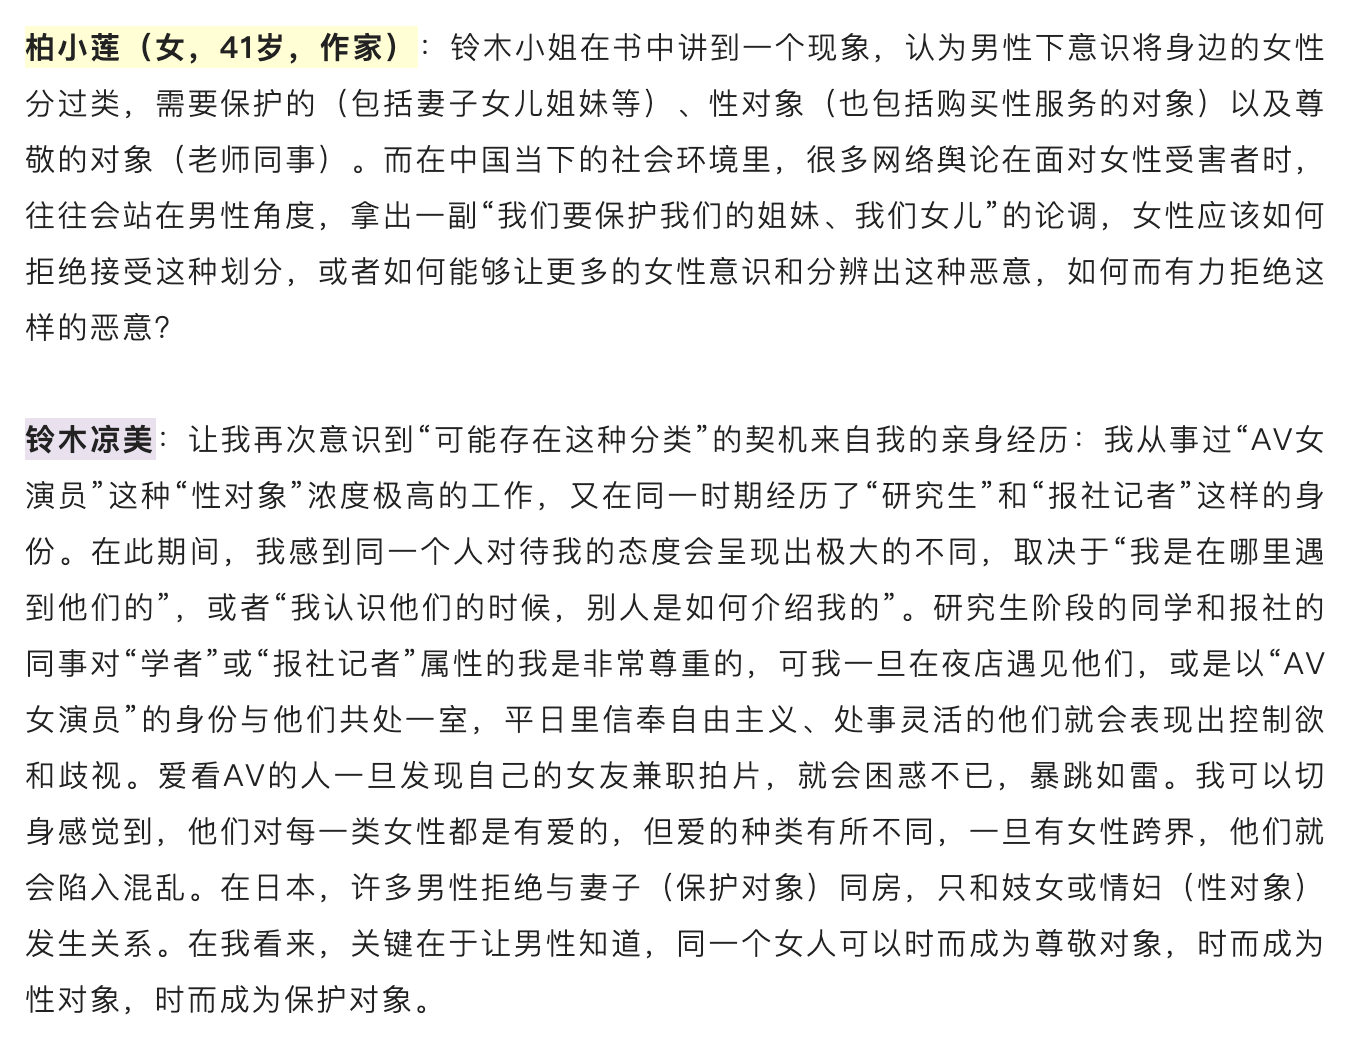 柏小莲（女，41岁，作家）：铃木小姐在书中讲到一个现象，认为男性下意识将身边的女性
分过类，需要保护的（包括妻子女儿姐妹等）、性对象（也包括购买性服务的对象）以及尊
敬的对象（老师同事）。而在中国当下的社会环境里，很多网络舆论在面对女性受害者时，
往往会站在男性角度，拿出一副“我们要保护我们的姐妹、我们女儿”的论调，女性应该如何
拒绝接受这种划分，或者如何能够让更多的女性意识和分辨出这种恶意，如何而有力拒绝这
样的恶意？
铃木凉美：让我再次意识到“可能存在这种分类”的契机来自我的亲身经历：我从事过“AV女
演员”这种“性对象”浓度极高的工作，又在同一时期经历了“研究生”和“报社记者”这样的身
份。在此期间，我感到同一个人对待我的态度会呈现出极大的不同，取决于“我是在哪里遇
到他们的”，或者“我认识他们的时候，别人是如何介绍我的”。研究生阶段的同学和报社的
同事对“学者”或“报社记者”属性的我是非常尊重的，可我一旦在夜店遇见他们，或是以“AV
女演员”的身份与他们共处一室，平日里信奉自由主义、处事灵活的他们就会表现出控制欲
和歧视。爱看AV的人一旦发现自己的女友兼职拍片，就会困惑不已，暴跳如雷。我可以切
身感觉到，他们对每一类女性都是有爱的，但爱的种类有所不同，一旦有女性跨界，他们就
会陷入混乱。在日本，许多男性拒绝与妻子（保护对象）同房，只和妓女或情妇（性对象）
发生关系。在我看来，关键在于让男性知道，同一个女人可以时而成为尊敬对象，时而成为
性对象，时而成为保护对象。